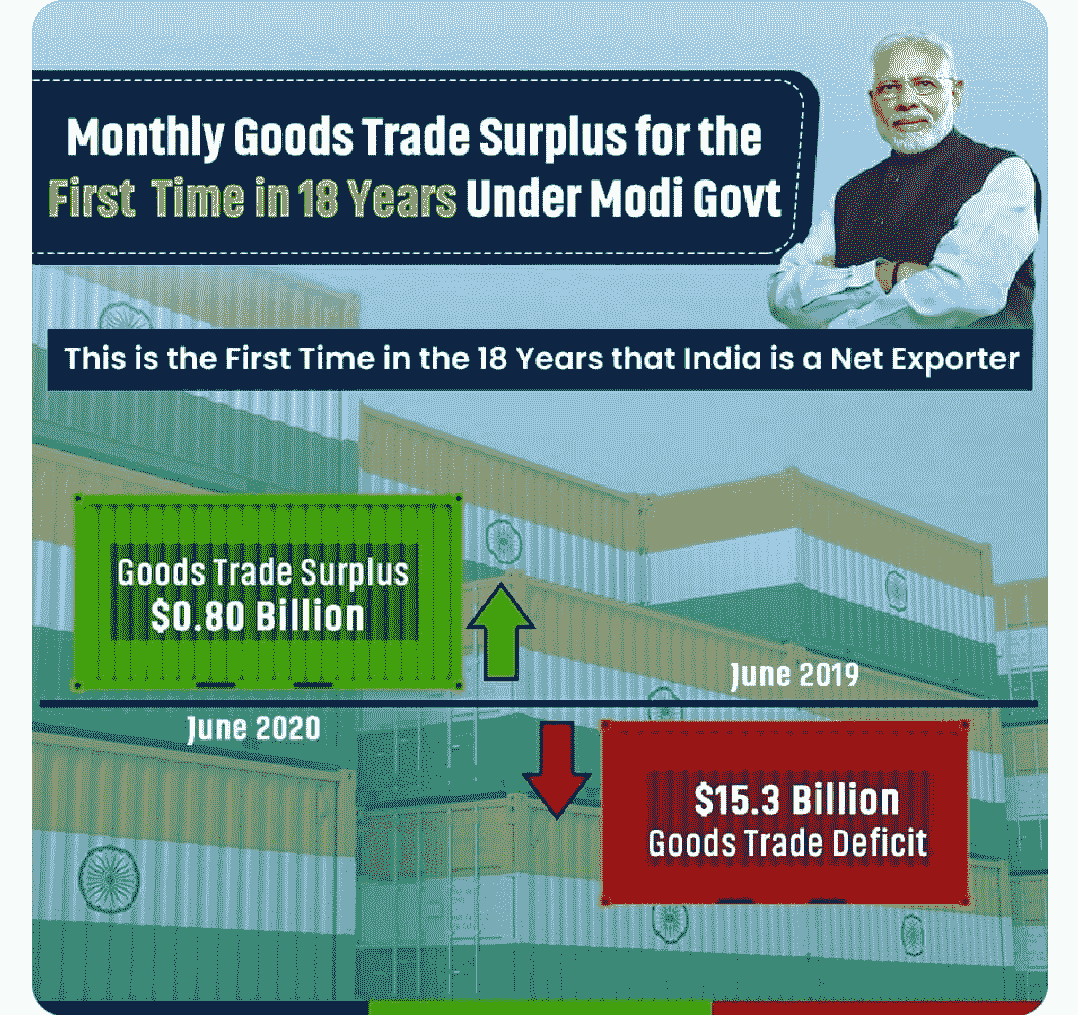 Monthly Goods Trade Surplus for the
First Time in 18 Years Under Modi Govt
This is the First Time in the 18 Years that India is a Net Exporter
Goods Trade Surplus
$0.80 Billion
June 2020
June 2019
$15.3 Billion
Goods Trade Deficit